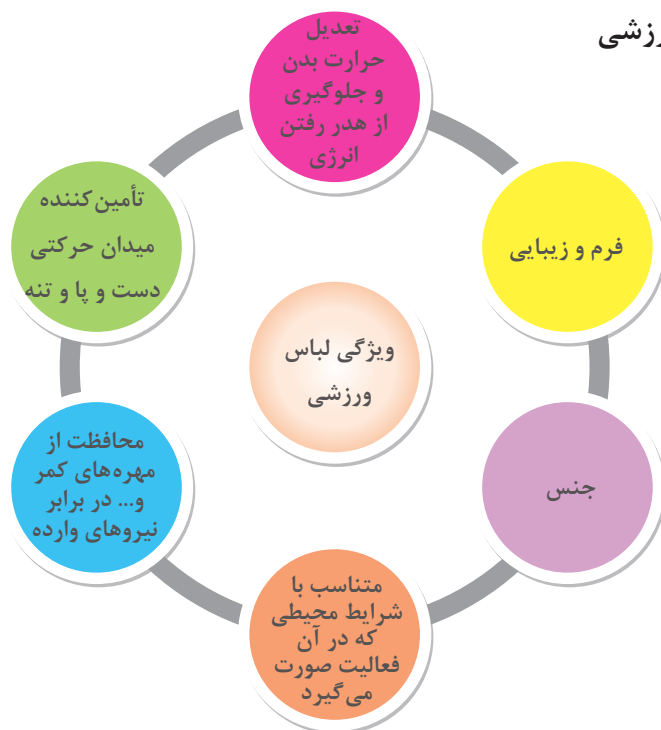 تعدیل
حرارت بدن
و جلوگیری
از هدر رفتن
انرژی
فرم و زیبایی
تأمین‌کننده
میدان حرکتی
دست و پا و تنه
ویژگی لباس
ورزشی
محافظت از
مهره‌های کمر
و... در برابر
نیروهای وارده
جنس
متناسب با
شرایط محیطی
که در آن
فعالیت صورت
می‌گیرد